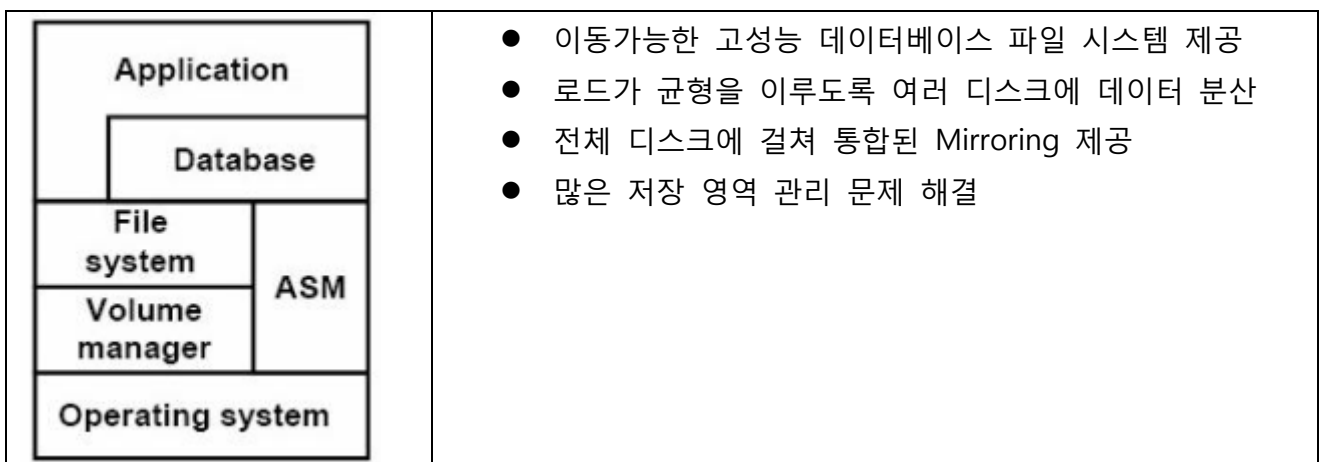 Application
Database
File
system
ASM
Volume
manager
Operating system
● 이동가능한 고성능 데이터베이스 파일 시스템 제공
● 로드가 균형을 이루도록 여러 디스크에 데이터 분산
● 전체 디스크에 걸쳐 통합된 Mirroring 제공
● 많은 저장 영역 관리 문제 해결